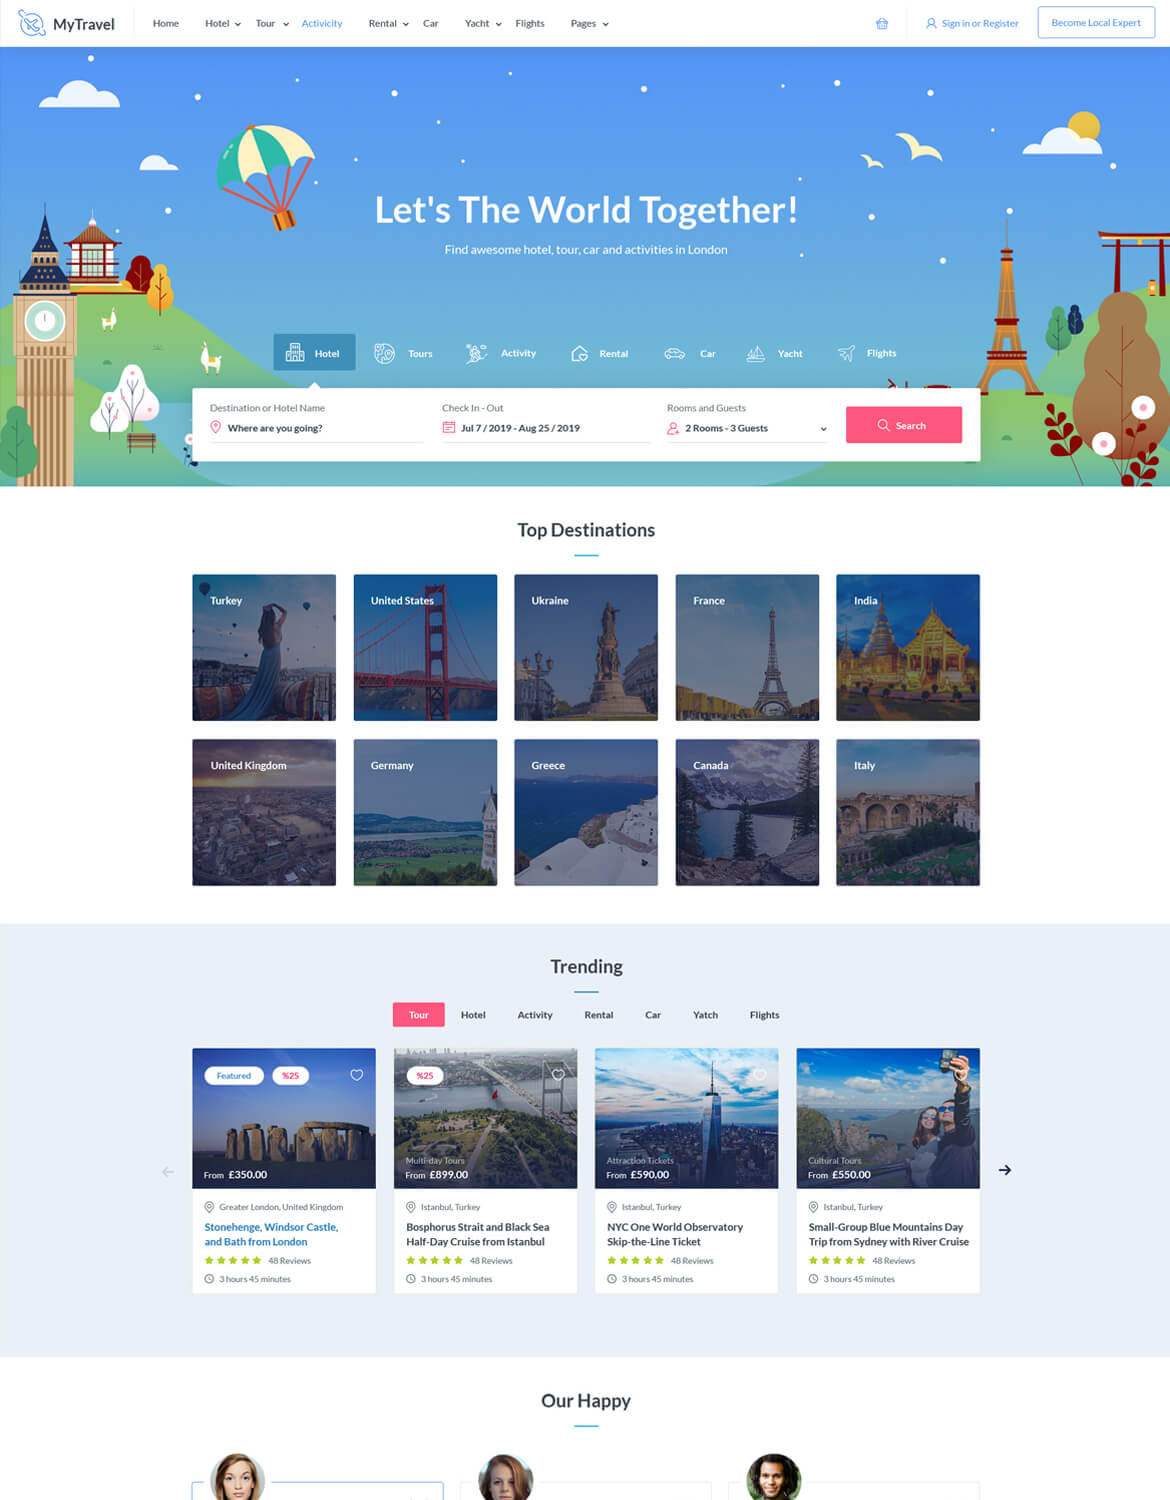 MyTravel
Home Hotel Tour Activicity Rental Car Yacht Flights Pages
Sign in or Register
Become Local Expert
Let's The World Together!
Find awesome hotel, tour, car and activities in London
Hotel Tours Activity Rental Car Yacht Flights
Destination or Hotel Name
Where are you going?
Check In - Out
Jul 7 / 2019 - Aug 25 / 2019
Rooms and Guests
2 Rooms - 3 Guests
Search
Top Destinations
Turkey
United States
Ukraine
France
India
United Kingdom
Germany
Greece
Canada
Italy
Trending
Tour Hotel Activity Rental Car Yatch Flights
Featured
%25
From £350.00
Greater London, United Kingdom
Stonehenge, Windsor Castle,
and Bath from London
48 Reviews
3 hours 45 minutes
%25
Multi-day Tours
From £899.00
Istanbul, Turkey
Bosphorus Strait and Black Sea
Half-Day Cruise from Istanbul
48 Reviews
3 hours 45 minutes
Attraction Tickets
From £590.00
Istanbul, Turkey
NYC One World Observatory
Skip-the-Line Ticket
48 Reviews
3 hours 45 minutes
Cultural Tours
From £550.00
Istanbul, Turkey
Small-Group Blue Mountains Day
Trip from Sydney with River Cruise
48 Reviews
3 hours 45 minutes
Our Happy